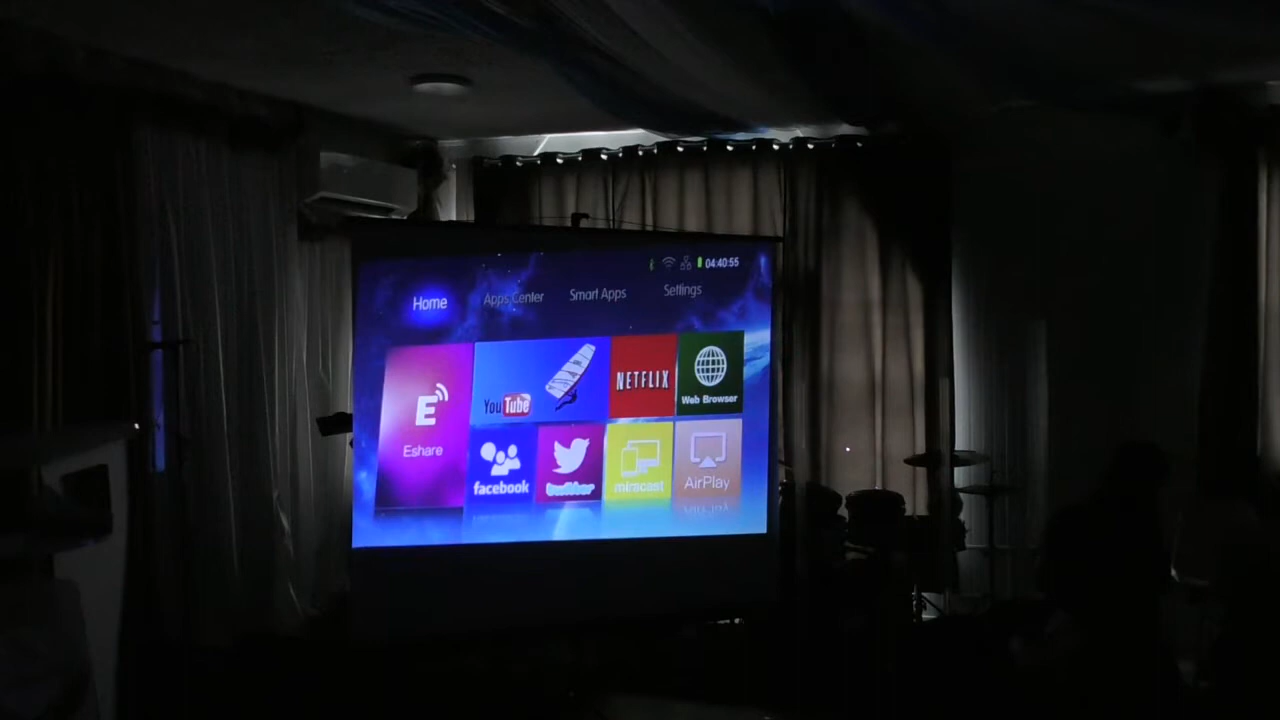 04:40:55
Home Apps Center Smart Apps Settings
E
Eshare
YouTube
NETFLIX
Web Browser
facebook
twitter
miracast
AirPlay